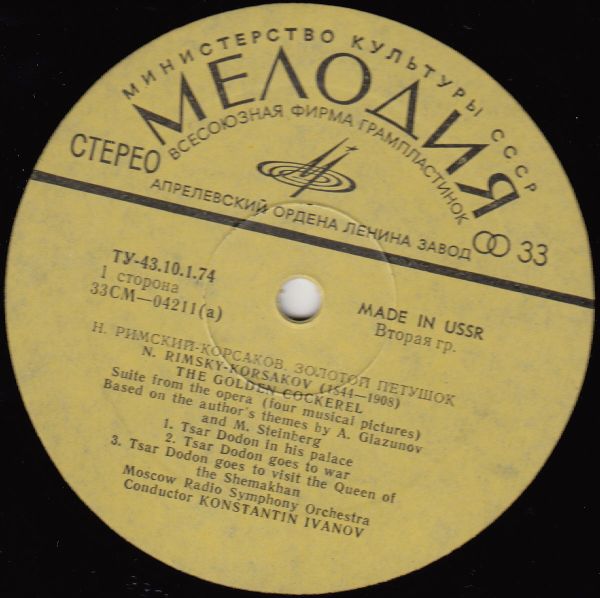 МИНИСТЕРСТВО КУЛЬТУРЫ СССР
МЕЛОДИЯ
ВСЕСОЮЗНАЯ ФИРМА ГРАМПЛАСТИНОК
СТЕРЕО
АПРЕЛЕВСКИЙ ОРДЕНА ЛЕНИНА ЗАВОД
33
ТУ-43.10.1.74
1 сторона
33СМ—04211(а)
MADE IN USSR
Вторая гр.
Н. РИМСКИЙ-КОРСАКОВ. ЗОЛОТОЙ ПЕТУШОК
N. RIMSKY-KORSAKOV (1844—1908)
THE GOLDEN COCKEREL
Suite from the opera (four musical pictures)
Based on the author's themes by A. Glazunov
and M. Steinberg
1. Tsar Dodon in his palace
2. Tsar Dodon goes to war
3. Tsar Dodon goes to visit the Queen of
the Shemakhan
Moscow Radio Symphony Orchestra
Conductor KONSTANTIN IVANOV